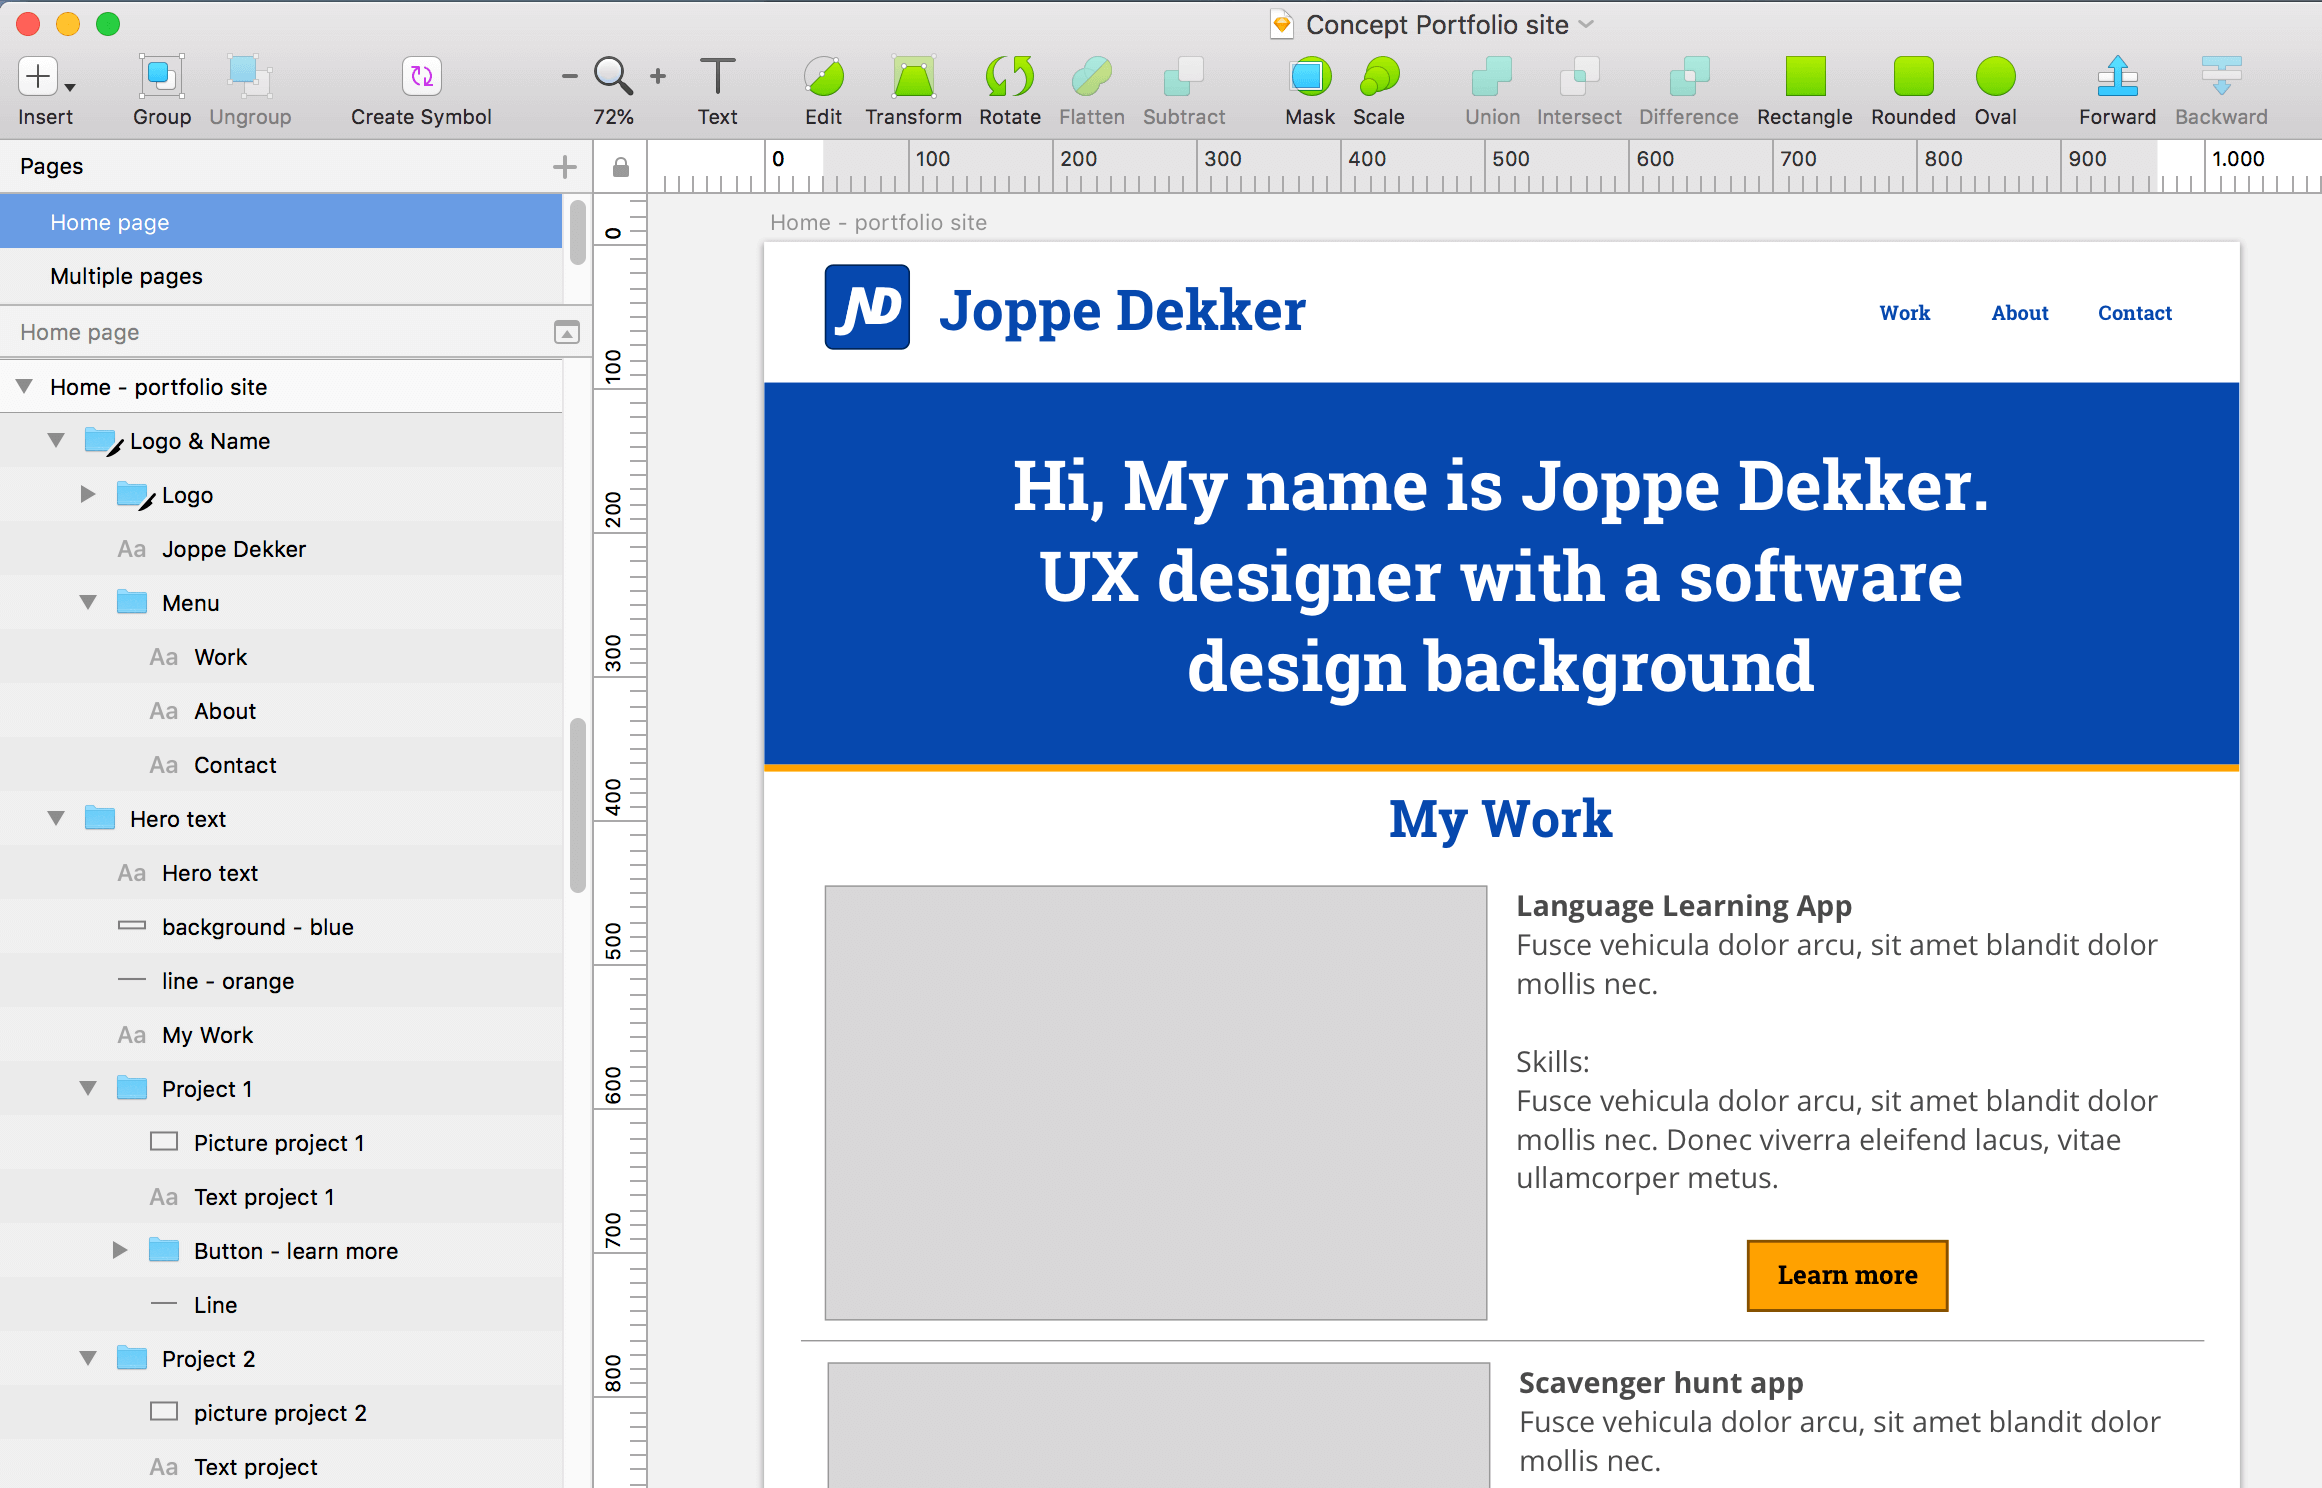 Concept Portfolio site
Insert
Group
Ungroup
Create Symbol
72%
Text
Edit
Transform
Rotate
Flatten
Subtract
Mask
Scale
Union
Intersect
Difference
Rectangle
Rounded
Oval
Forward
Backward
Pages
Home page
Multiple pages
Home page
Home - portfolio site
Logo & Name
Logo
Aa Joppe Dekker
Menu
Aa Work
Aa About
Aa Contact
Hero text
Aa Hero text
background - blue
line - orange
Aa My Work
Project 1
Picture project 1
Aa Text project 1
Button - learn more
Line
Project 2
picture project 2
Aa Text project
0 100 200 300 400 500 600 700 800 900 1.000
0
100
200
300
400
500
600
700
800
Home - portfolio site
JD Joppe Dekker
Work About Contact
Hi, My name is Joppe Dekker.
UX designer with a software
design background
My Work
Language Learning App
Fusce vehicula dolor arcu, sit amet blandit dolor
mollis nec.
Skills:
Fusce vehicula dolor arcu, sit amet blandit dolor
mollis nec. Donec viverra eleifend lacus, vitae
ullamcorper metus.
Learn more
Scavenger hunt app
Fusce vehicula dolor arcu, sit amet blandit dolor
mollis nec.